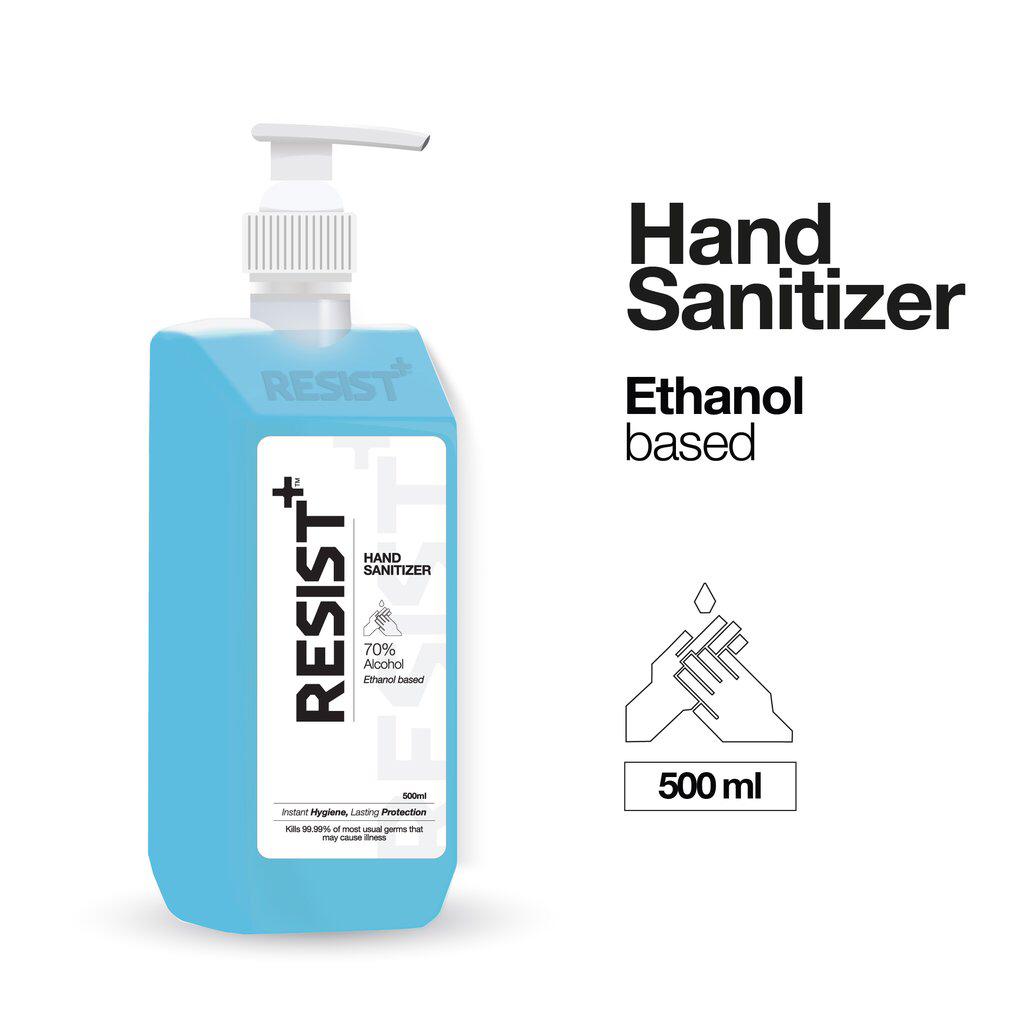 Hand
Sanitizer
Ethanol
based
500 ml
RESIST+
RESIST+™
HAND
SANITIZER
70%
Alcohol
Ethanol based
500ml
Instant Hygiene, Lasting Protection
Kills 99.99% of most usual germs that
may cause illness
RESIST+